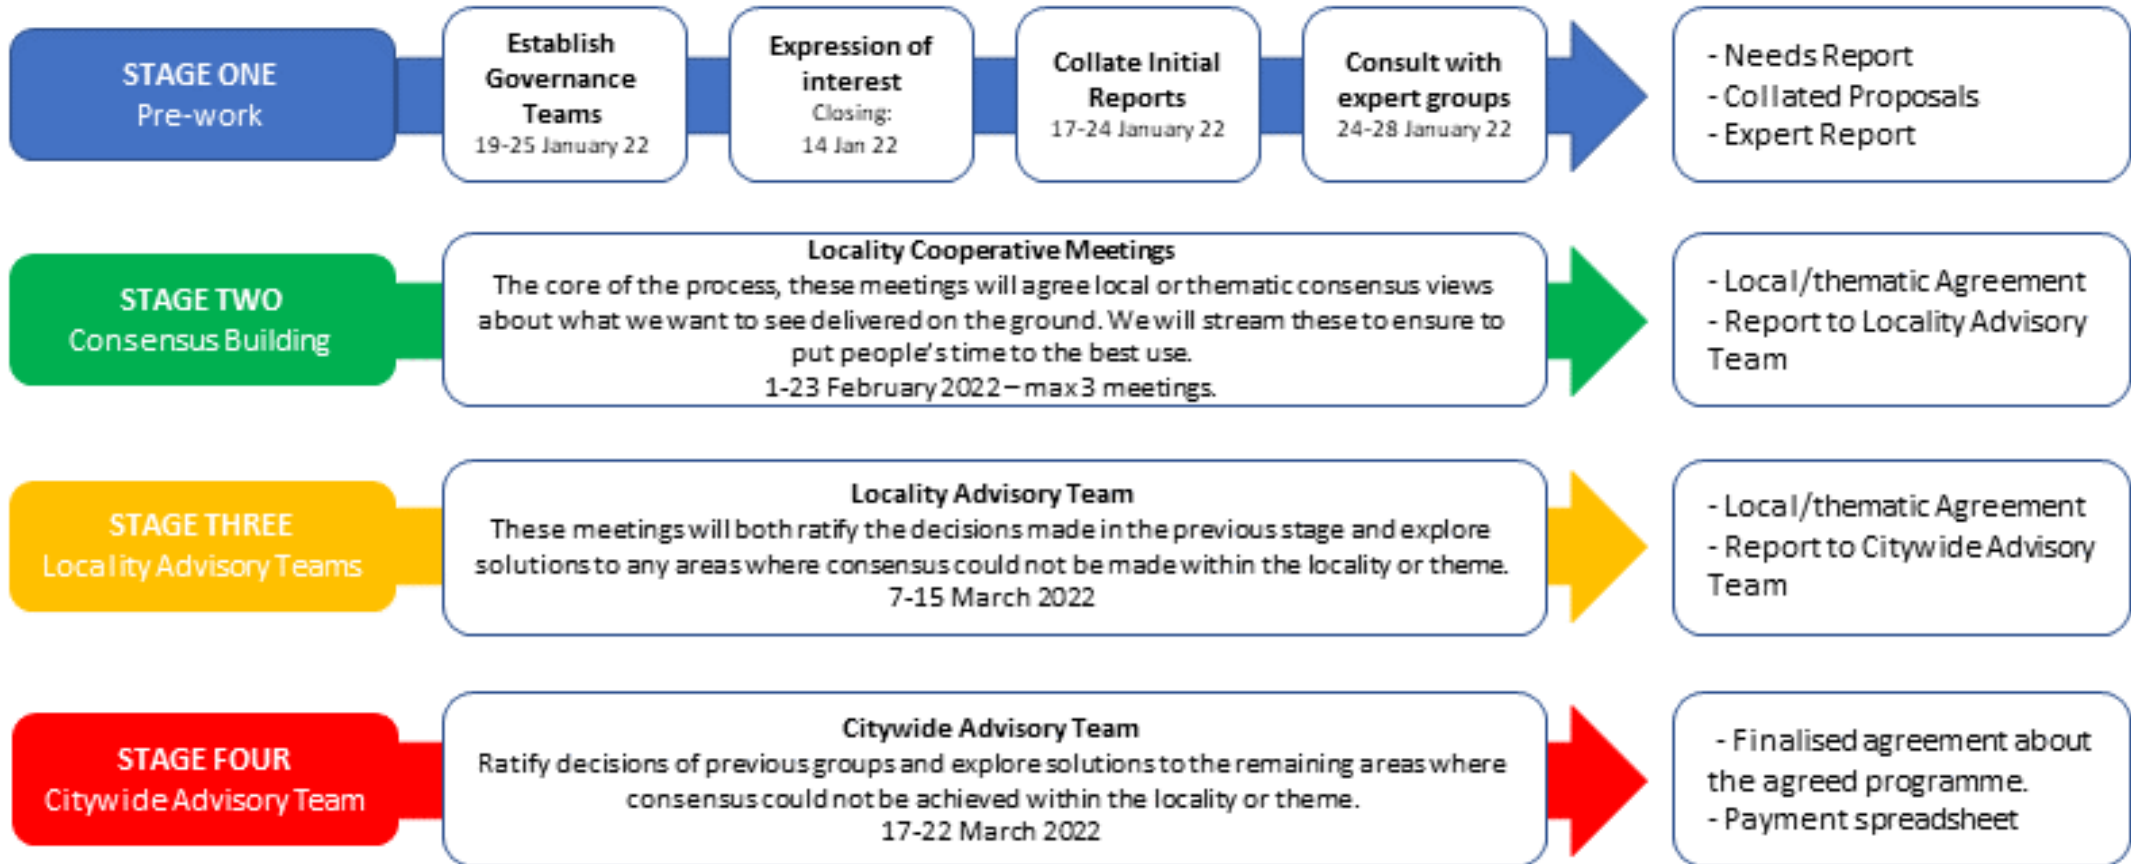 STAGE ONE
Pre-work
Establish
Governance
Teams
19-25 January 22
Expression of
interest
Closing:
14 Jan 22
Collate Initial
Reports
17-24 January 22
Consult with
expert groups
24-28 January 22
- Needs Report
- Collated Proposals
- Expert Report
STAGE TWO
Consensus Building
Locality Cooperative Meetings
The core of the process, these meetings will agree local or thematic consensus views
about what we want to see delivered on the ground. We will stream these to ensure to
put people's time to the best use.
1-23 February 2022 – max 3 meetings.
- Local/thematic Agreement
- Report to Locality Advisory
Team
STAGE THREE
Locality Advisory Teams
Locality Advisory Team
These meetings will both ratify the decisions made in the previous stage and explore
solutions to any areas where consensus could not be made within the locality or theme.
7-15 March 2022
- Local/thematic Agreement
- Report to Citywide Advisory
Team
STAGE FOUR
Citywide Advisory Team
Citywide Advisory Team
Ratify decisions of previous groups and explore solutions to the remaining areas where
consensus could not be achieved within the locality or theme.
17-22 March 2022
- Finalised agreement about
the agreed programme.
- Payment spreadsheet